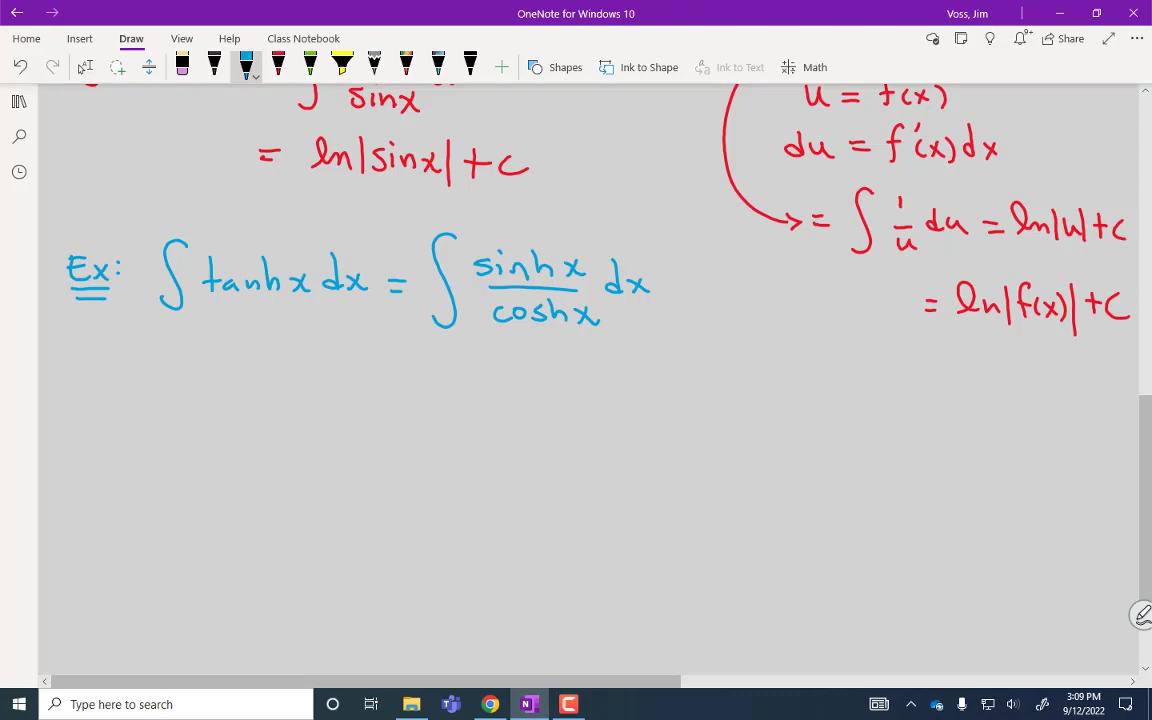 OneNote for Windows 10
Voss, Jim
Home Insert Draw View Help Class Notebook
9+ Share
Shapes Ink to Shape Ink to Text Math
∫ sinx
= ln|sinx| + c
u = f(x)
du = f'(x)dx
= ∫ 1/u du = ln|u| + c
= ln|f(x)| + c
Ex: ∫ tanh x dx = ∫ sinh x / cosh x dx
Type here to search
3:09 PM
9/12/2022